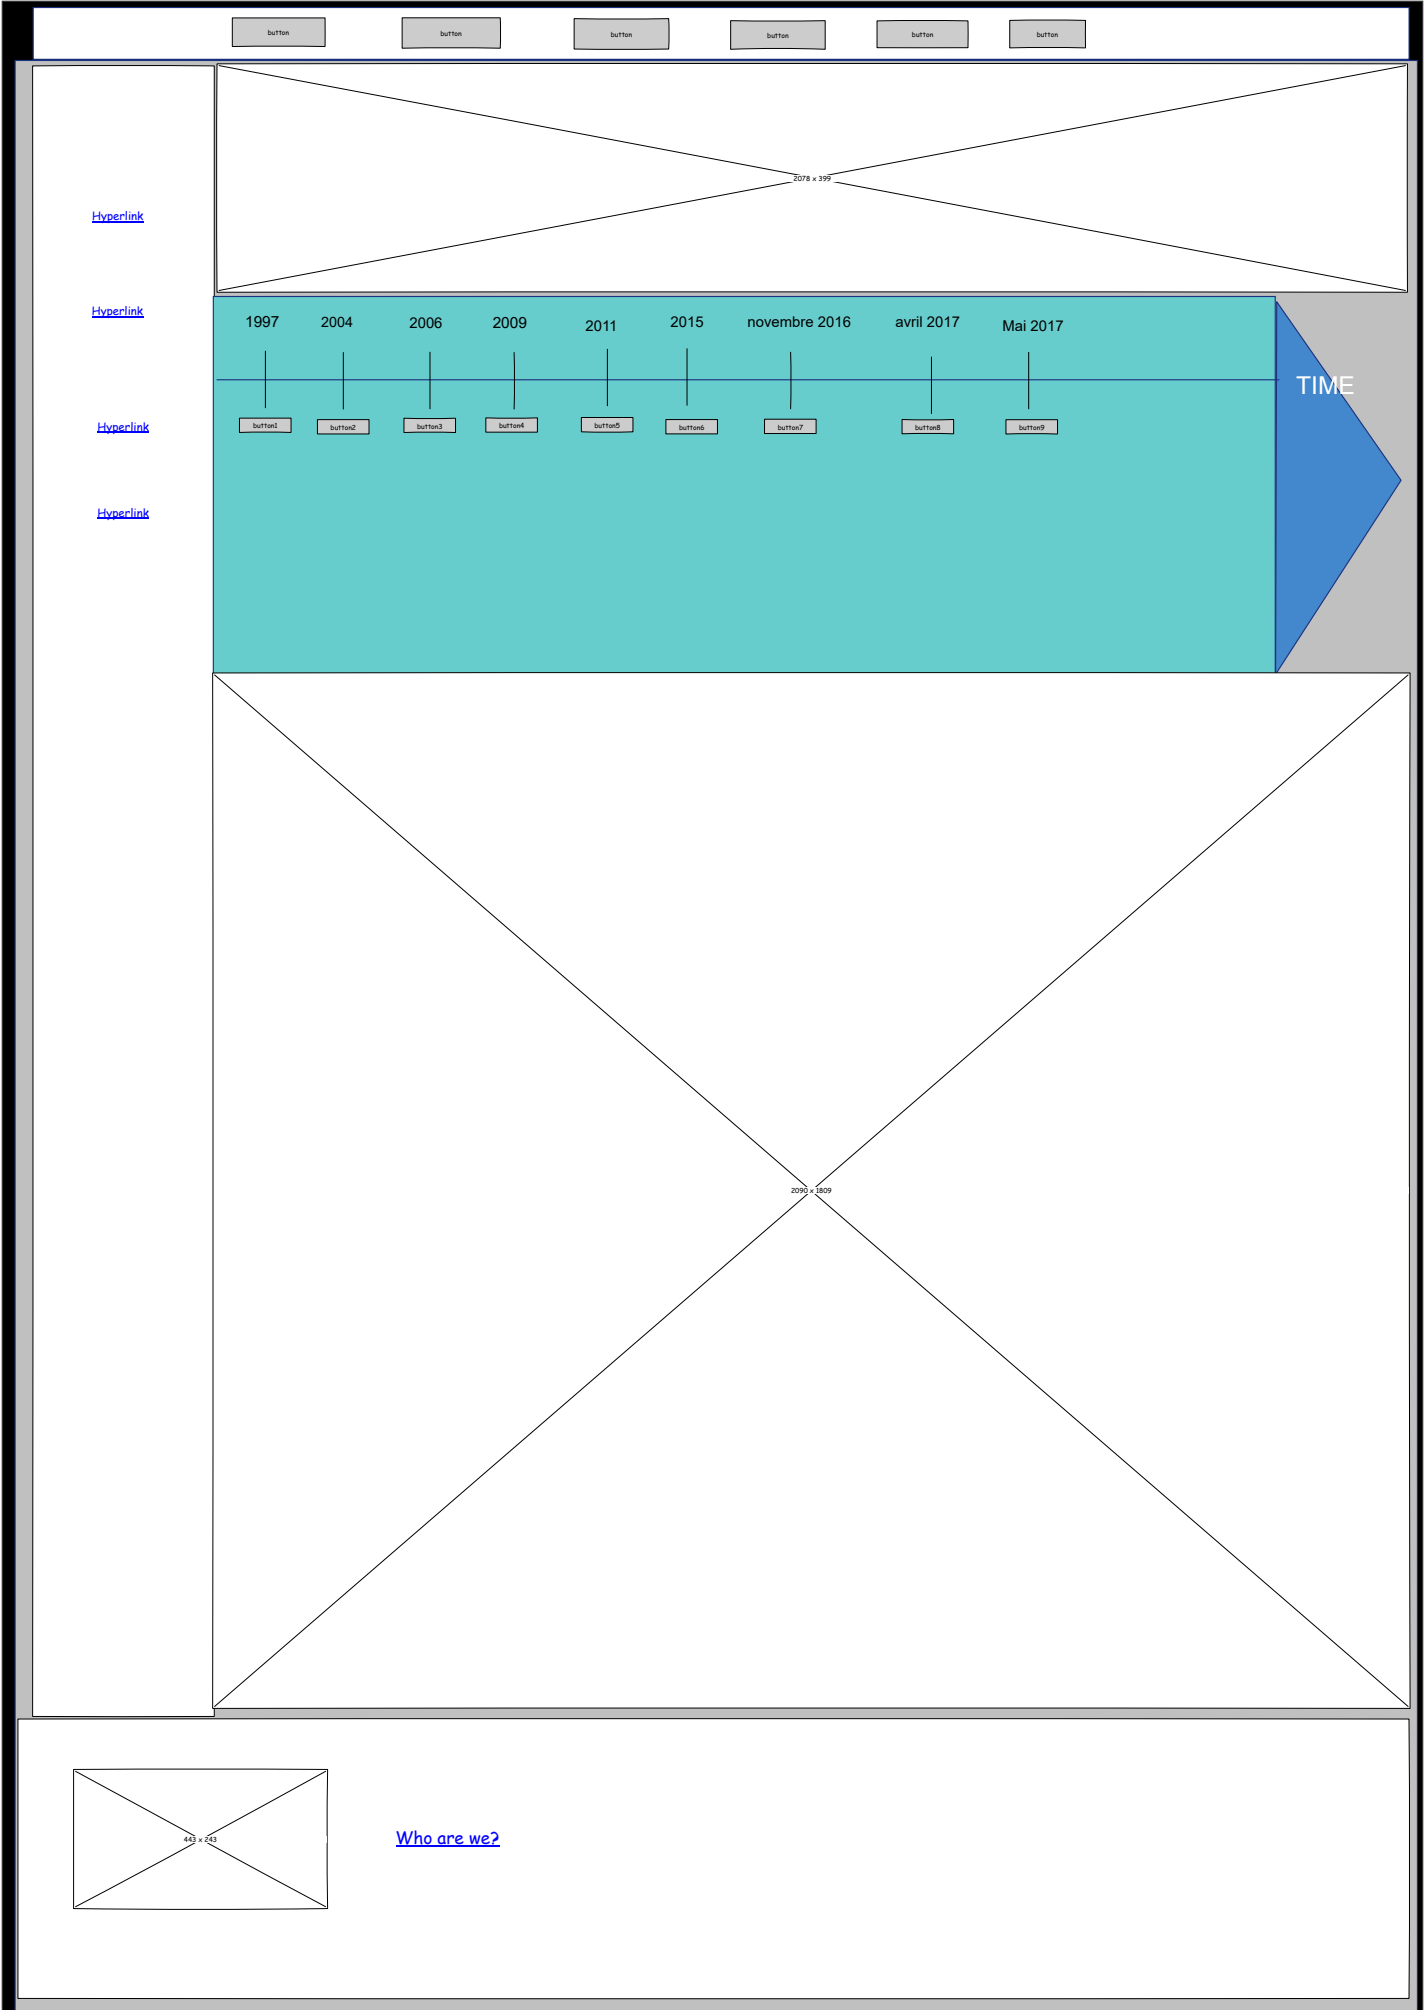 button
button
button
button
button
button
2078 x 399
Hyperlink
Hyperlink
Hyperlink
Hyperlink
1997 2004 2006 2009 2011 2015 novembre 2016 avril 2017 Mai 2017
TIME
button1 button2 button3 button4 button5 button6 button7 button8 button9
2090 x 1809
443 x 243
Who are we?